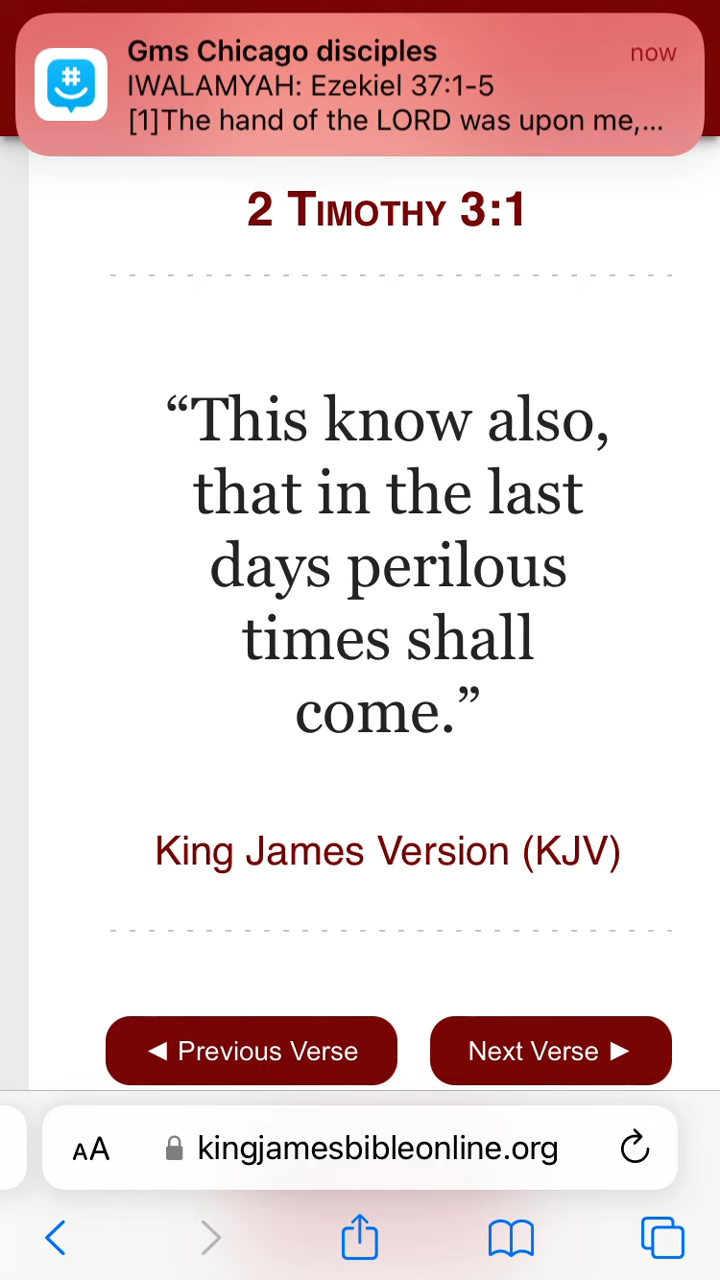 Gms Chicago disciples
now
IWALAMYAH: Ezekiel 37:1-5
[1]The hand of the LORD was upon me,...
2 Timothy 3:1
“This know also,
that in the last
days perilous
times shall
come.”
King James Version (KJV)
◀ Previous Verse
Next Verse ▶
AA
kingjamesbibleonline.org